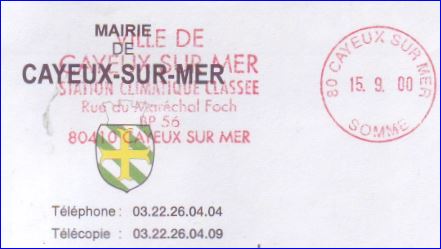 MAIRIE
DE
CAYEUX-SUR-MER
VILLE DE
CAYEUX SUR MER
STATION CLIMATIQUE CLASSEE
Rue du Maréchal Foch
BP 56
80410 CAYEUX SUR MER
80 CAYEUX SUR MER
15. 9. 00
SOMME
Téléphone : 03.22.26.04.04
Télécopie : 03.22.26.04.09